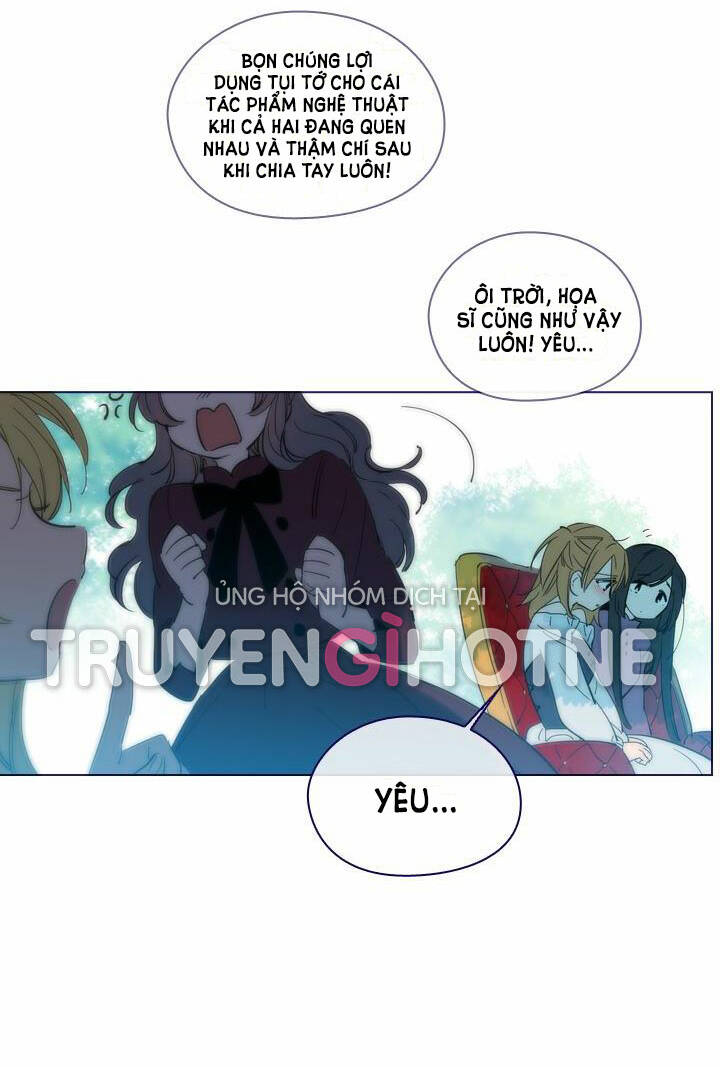 BỌN CHÚNG LỢI
DỤNG TỤI TỚ CHO CÁI
TÁC PHẨM NGHỆ THUẬT
KHI CẢ HAI ĐANG QUEN
NHAU VÀ THẬM CHÍ SAU
KHI CHIA TAY LUÔN!
ÔI TRỜI, HỌA
SĨ CŨNG NHƯ VẬY
LUÔN! YÊU...
ỦNG HỘ NHÓM DỊCH TẠI
TRUYENGIHOTNE
YÊU...